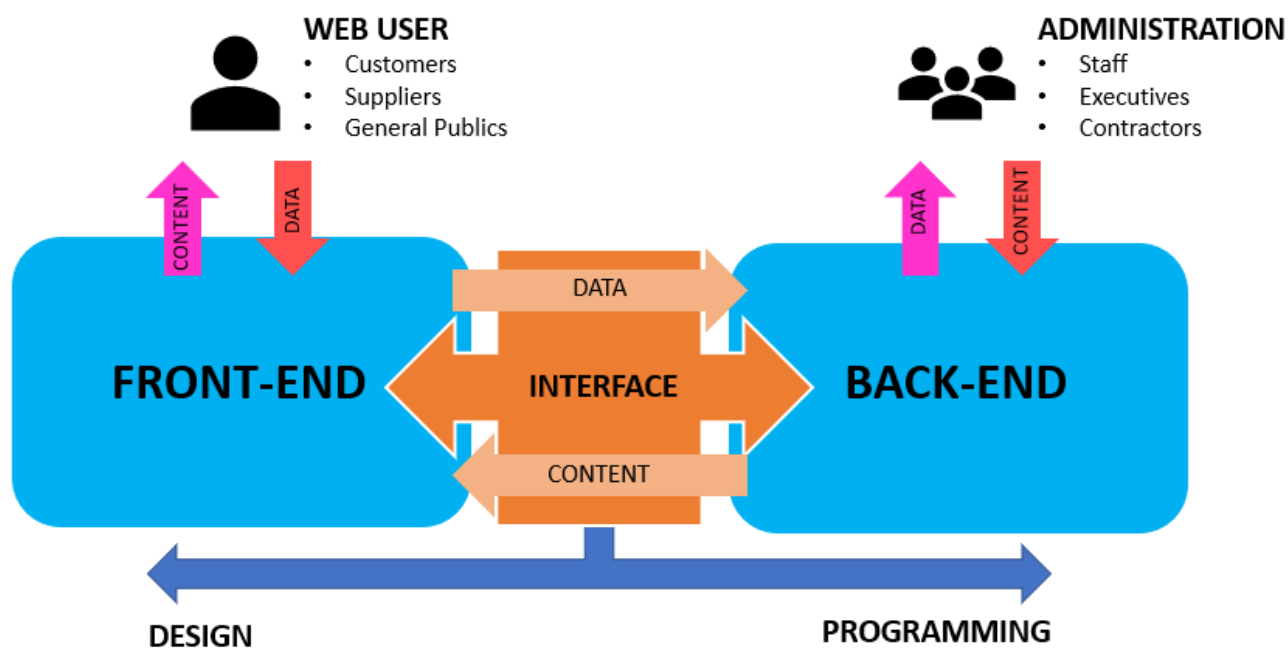 WEB USER
• Customers
• Suppliers
• General Publics
ADMINISTRATION
• Staff
• Executives
• Contractors
CONTENT
DATA
DATA
CONTENT
DATA
FRONT-END
INTERFACE
BACK-END
CONTENT
DESIGN
PROGRAMMING